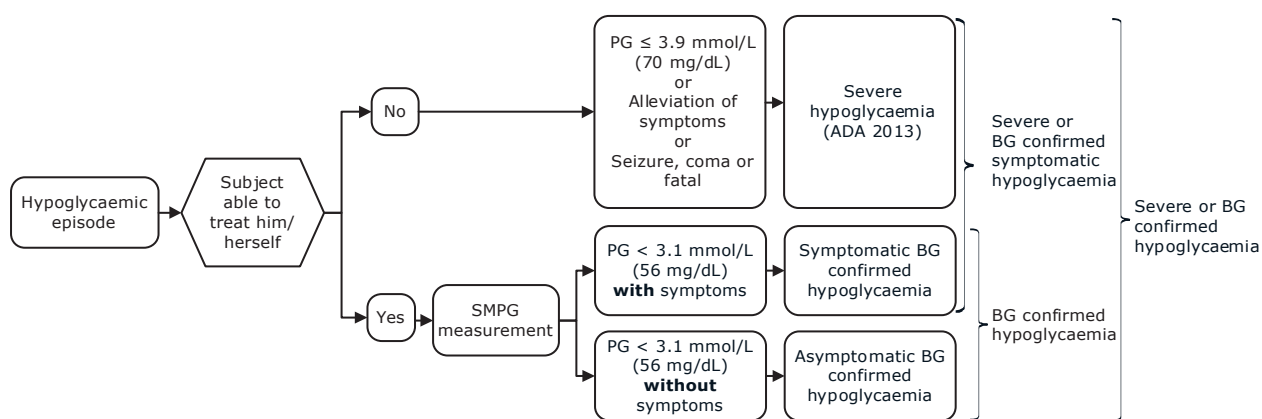 Hypoglycaemic
episode
Subject
able to
treat him/
herself
No
PG ≤ 3.9 mmol/L
(70 mg/dL)
or
Alleviation of
symptoms
or
Seizure, coma or
fatal
Severe
hypoglycaemia
(ADA 2013)
Yes
SMPG
measurement
PG < 3.1 mmol/L
(56 mg/dL)
with symptoms
Symptomatic BG
confirmed
hypoglycaemia
PG < 3.1 mmol/L
(56 mg/dL)
without
symptoms
Asymptomatic BG
confirmed
hypoglycaemia
Severe or
BG confirmed
symptomatic
hypoglycaemia
BG confirmed
hypoglycaemia
Severe or BG
confirmed
hypoglycaemia